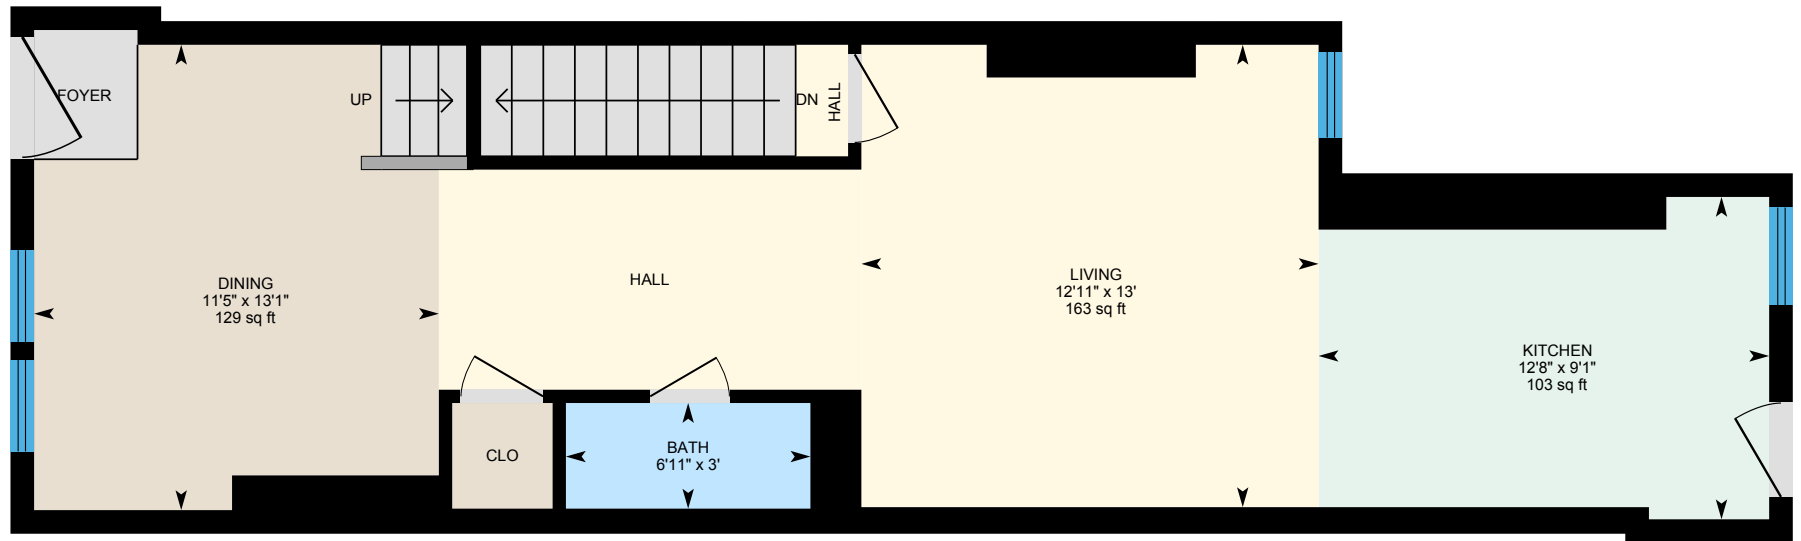 FOYER
UP
DN
HALL
DINING
11'5" x 13'1"
129 sq ft
HALL
LIVING
12'11" x 13'
163 sq ft
KITCHEN
12'8" x 9'1"
103 sq ft
CLO
BATH
6'11" x 3'